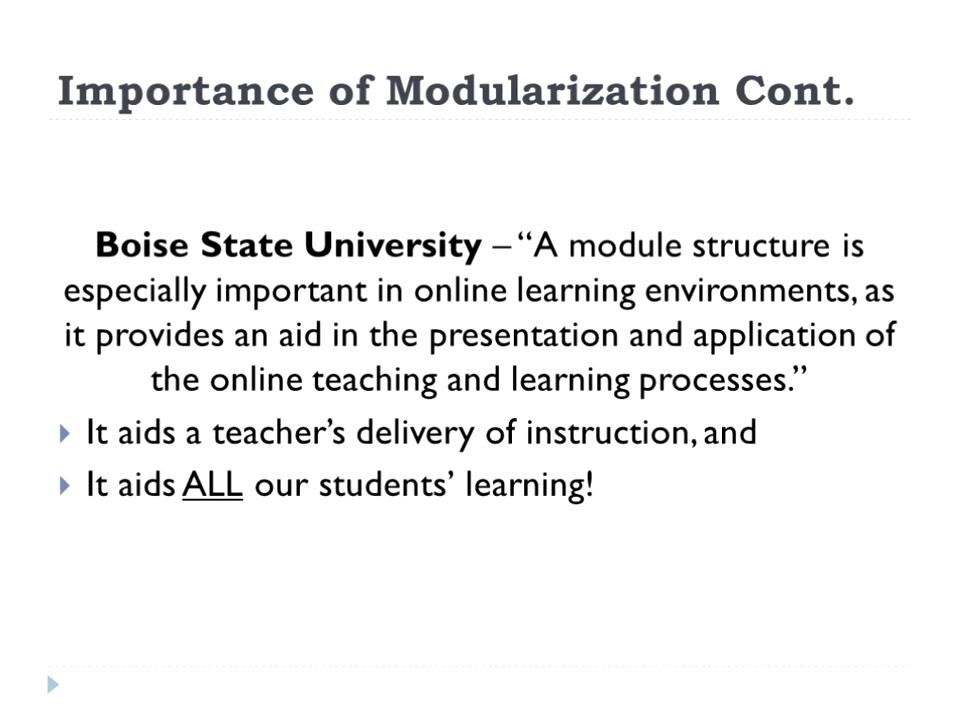 Importance of Modularization Cont.
Boise State University – “A module structure is
especially important in online learning environments, as
it provides an aid in the presentation and application of
the online teaching and learning processes.”
It aids a teacher’s delivery of instruction, and
It aids ALL our students’ learning!